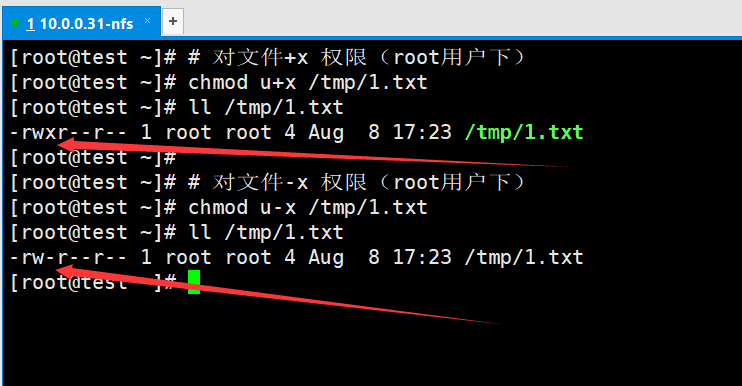 1 10.0.0.31-nfs × +
[root@test ~]# # 对文件+x 权限（root用户下）
[root@test ~]# chmod u+x /tmp/1.txt
[root@test ~]# ll /tmp/1.txt
-rwxr--r-- 1 root root 4 Aug  8 17:23 /tmp/1.txt
[root@test ~]#
[root@test ~]# # 对文件-x 权限（root用户下）
[root@test ~]# chmod u-x /tmp/1.txt
[root@test ~]# ll /tmp/1.txt
-rw-r--r-- 1 root root 4 Aug  8 17:23 /tmp/1.txt
[root@test ~]#